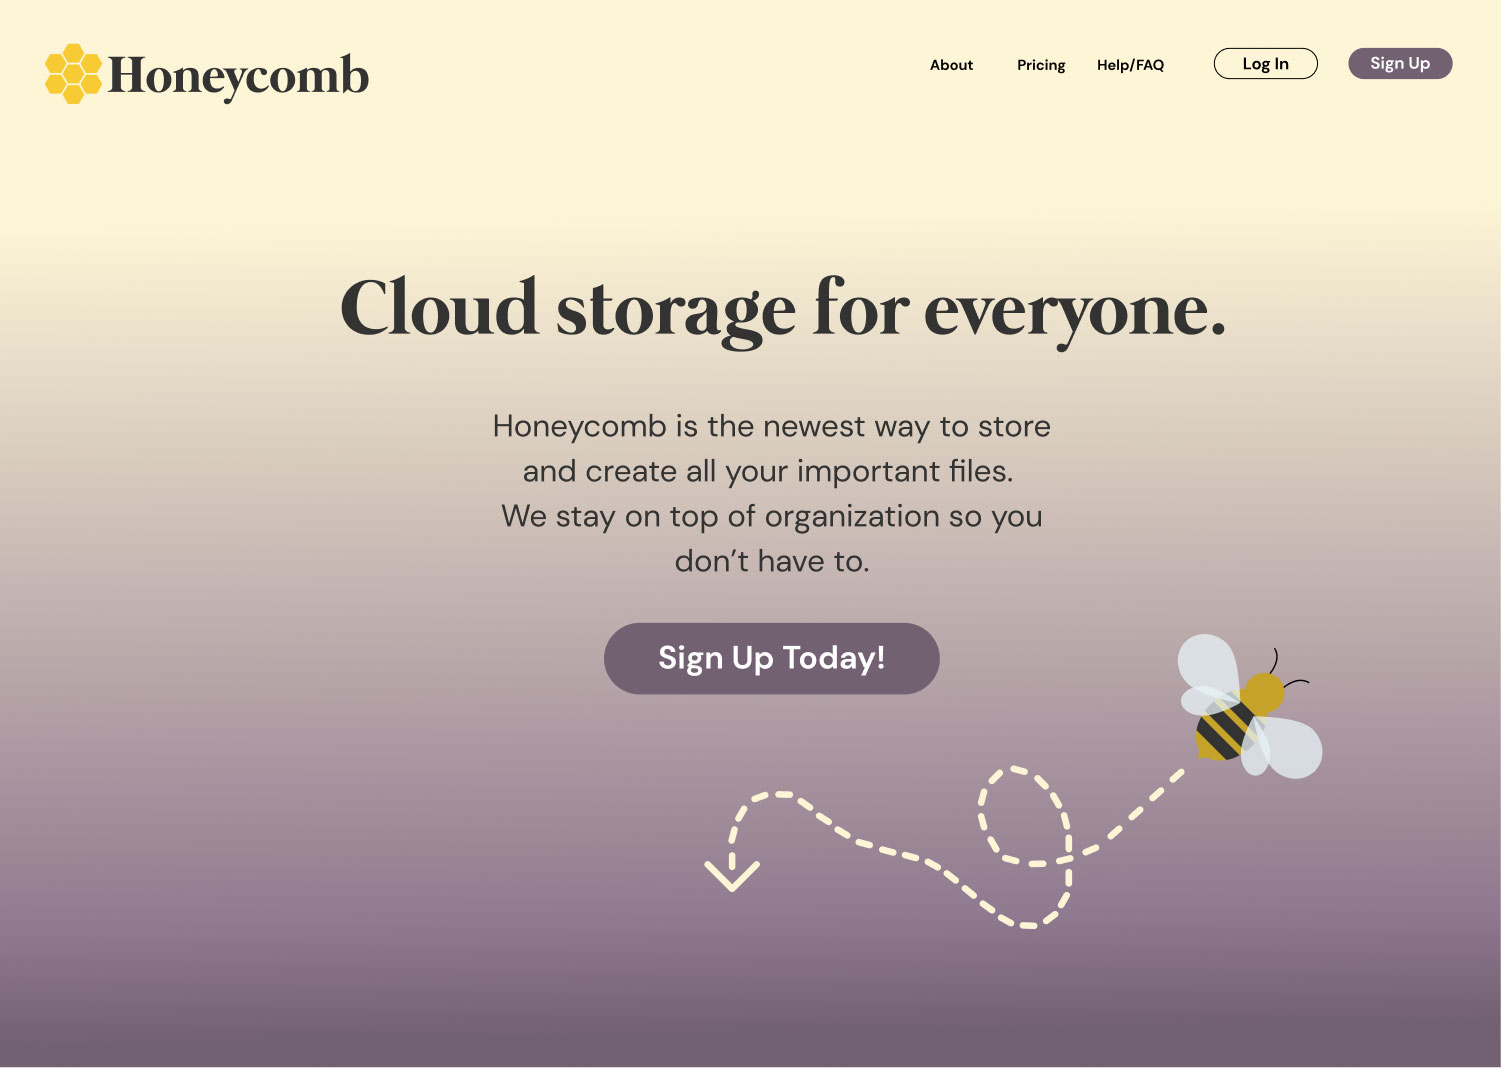 Honeycomb
About
Pricing
Help/FAQ
Log In
Sign Up
Cloud storage for everyone.
Honeycomb is the newest way to store
and create all your important files.
We stay on top of organization so you
don’t have to.
Sign Up Today!